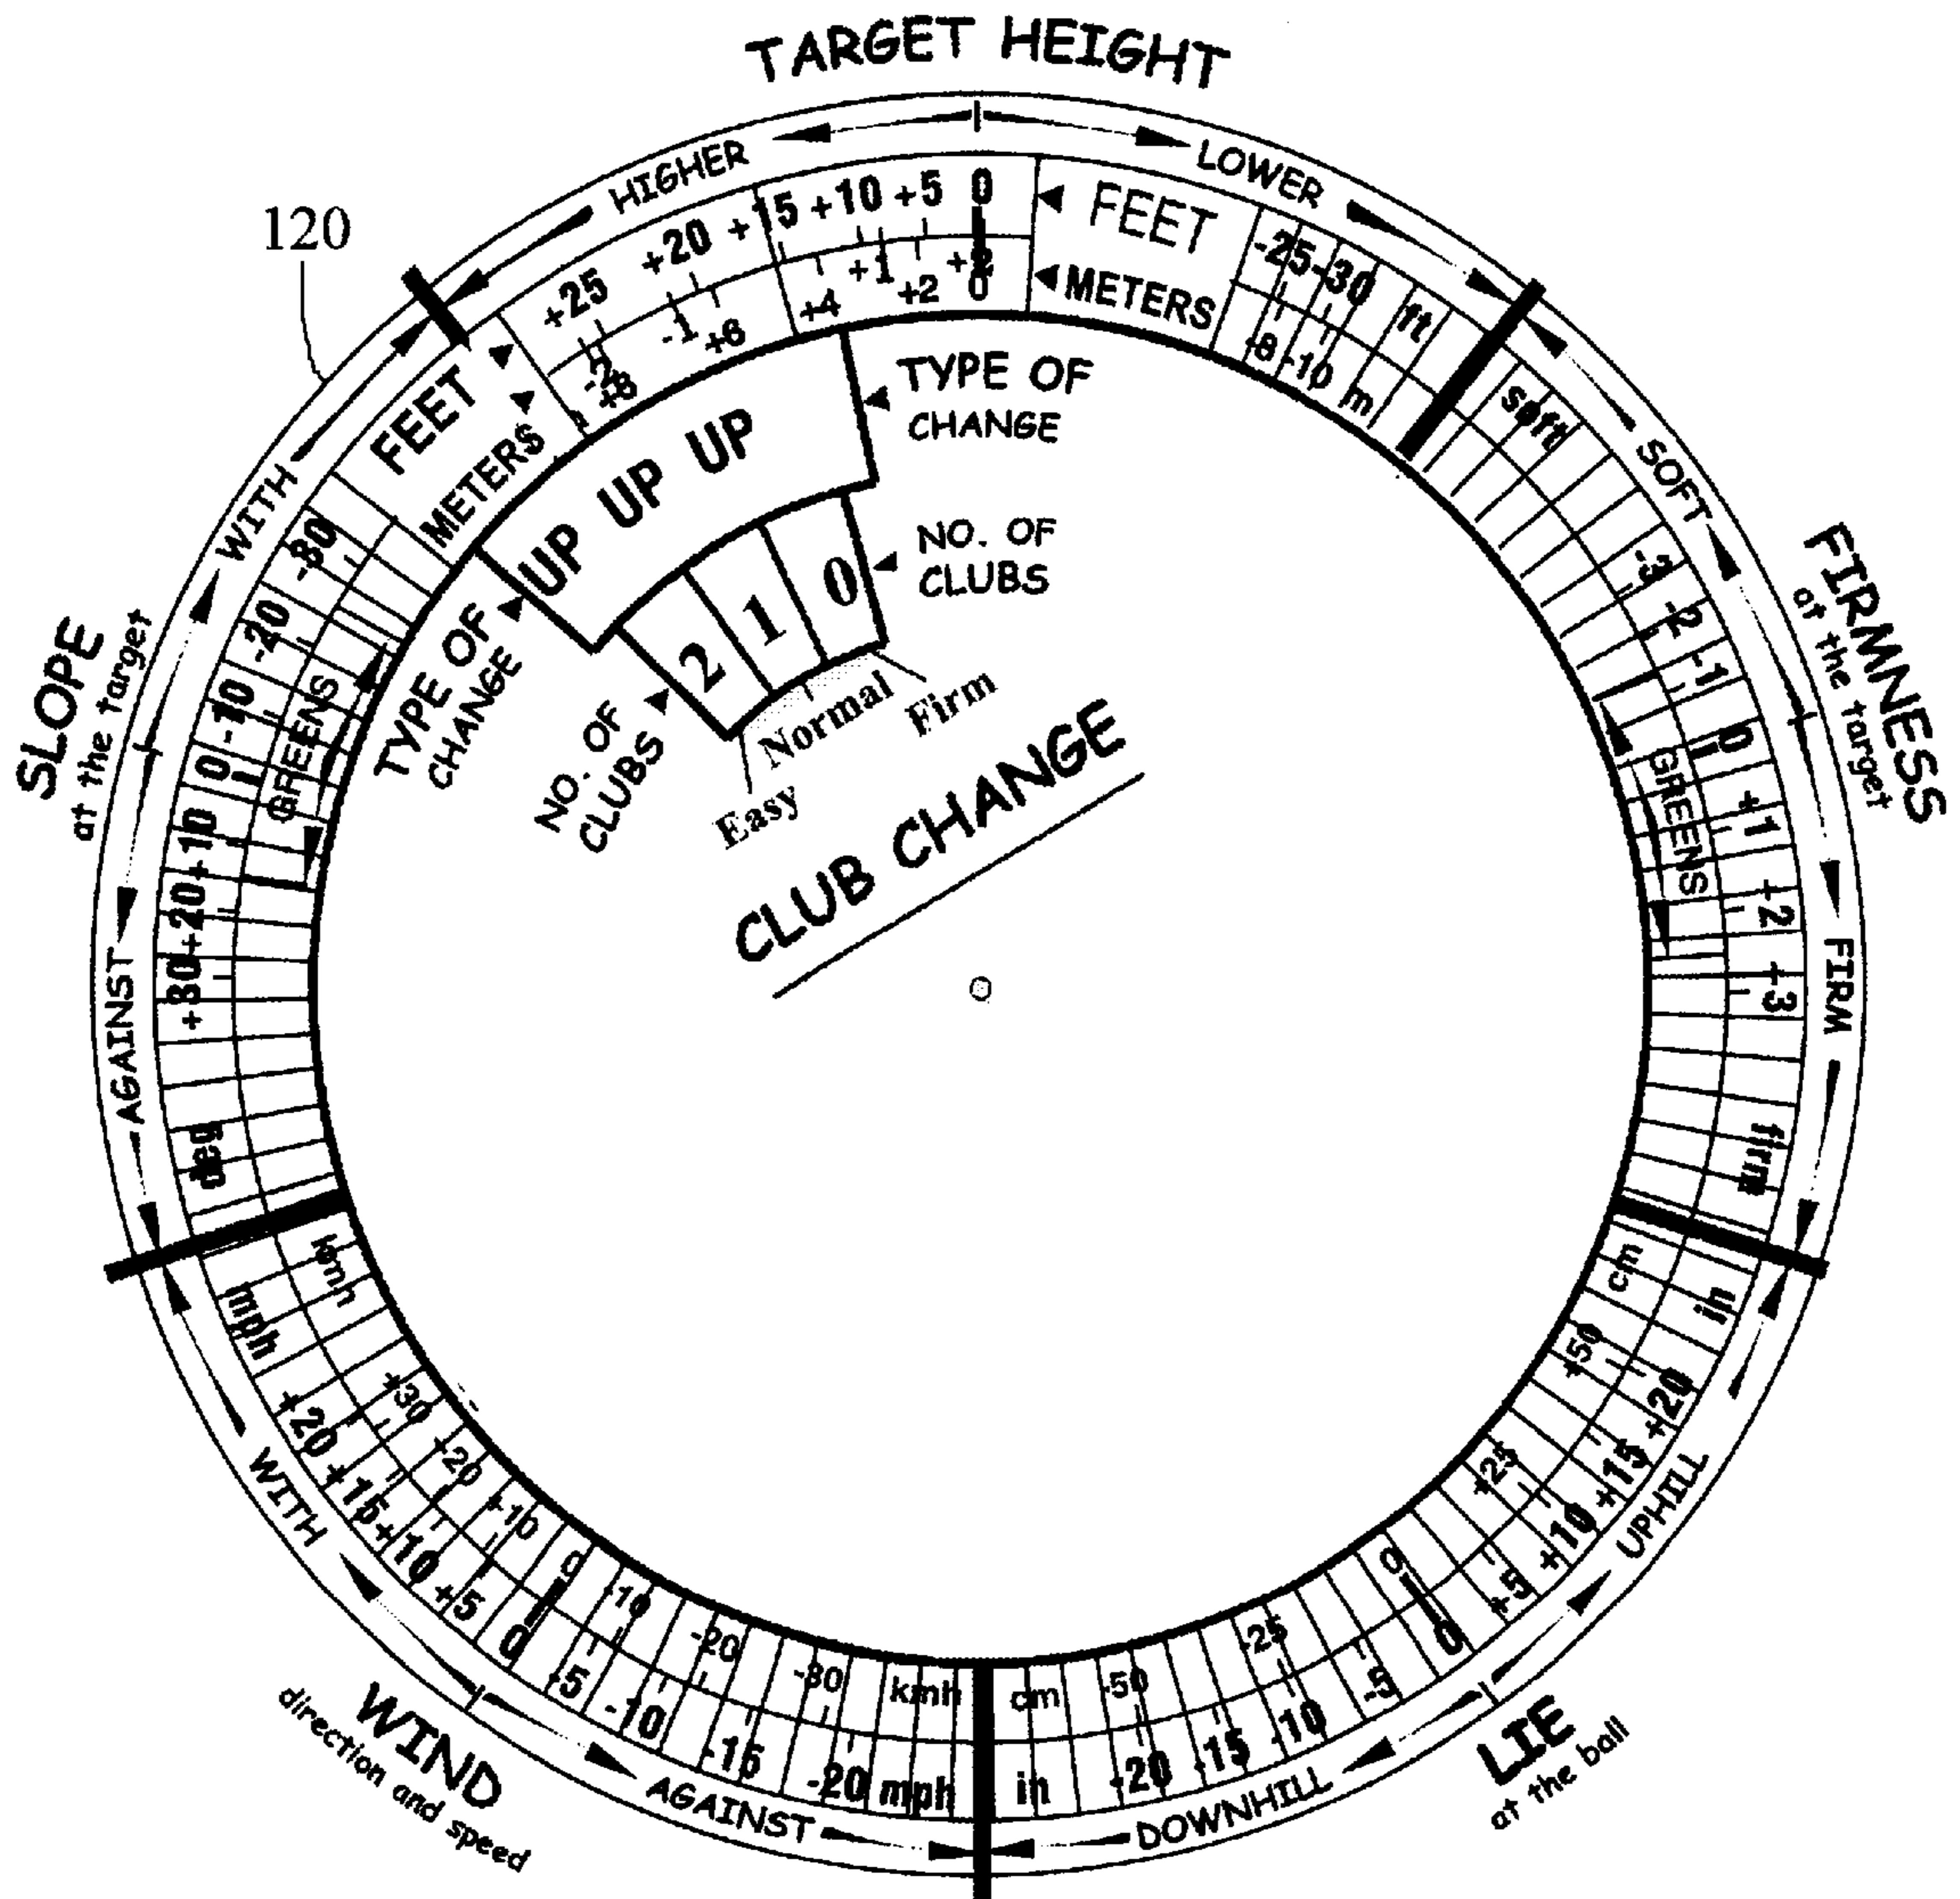 TARGET HEIGHT
HIGHER
LOWER
120
+25 +20 +15 +10 +5 0
FEET
-25 -30 ft
-1 +6 +4 +1 +2 0
METERS
-8 -10 m
FEET
METERS
WITH
SLOPE
at the target
-20 -10 0 +10 +20 +30 deg
GREENS
AGAINST
TYPE OF
CHANGE
UP UP UP UP
TYPE OF
CHANGE
NO. OF
CLUBS
2 1 0
NO. OF
CLUBS
Easy
Normal
Firm
CLUB CHANGE
SOFT
FIRMNESS
at the target
soft
-3 -2 -1 0 +1 +2 +3
firm
GREENS
FIRM
kmh
mph
+30 +20 +10 0 -10 -20 -30 kmh
+20 +15 +10 +5 0 -5 -10 -15 -20 mph
WITH
AGAINST
WIND
direction and speed
cm
in
+50 +25 0 -25 -50 cm
+20 +15 +10 +5 0 -5 -10 -15 -20 in
UPHILL
DOWNHILL
LIE
at the ball